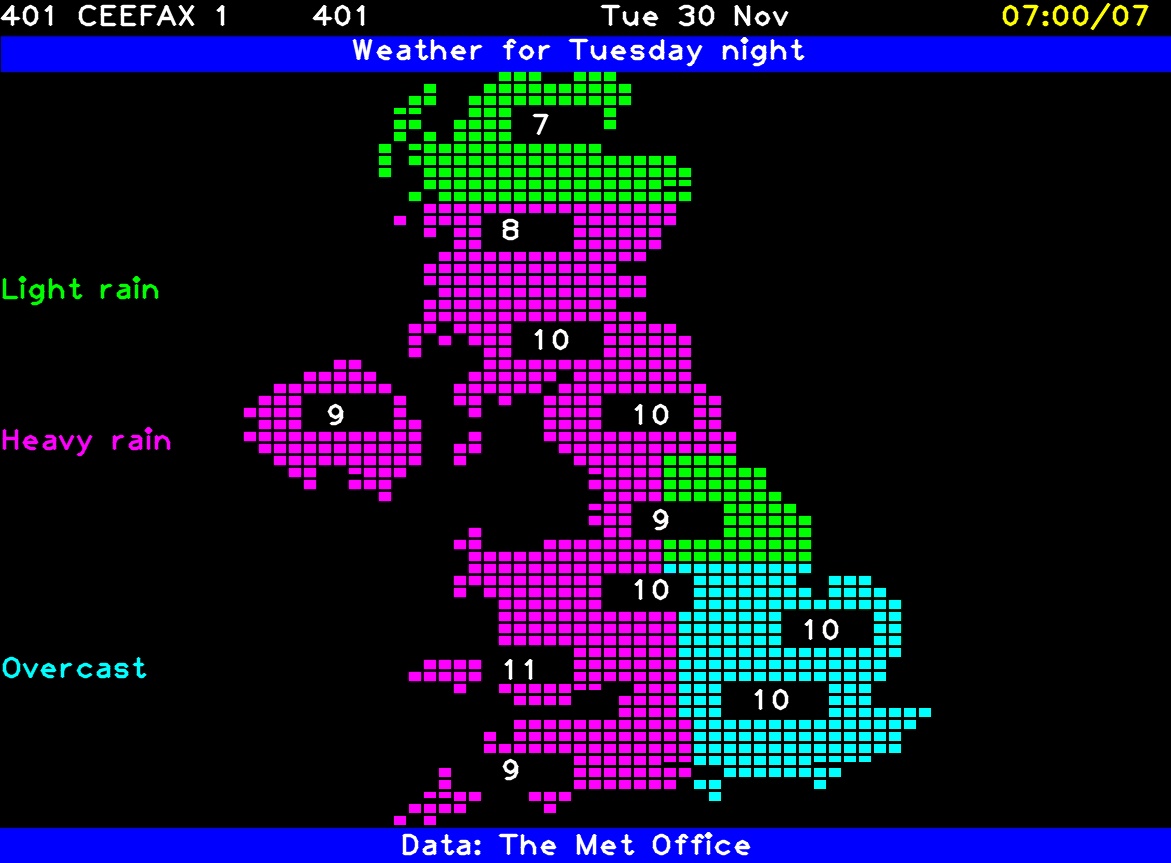 401 CEEFAX 1 401 Tue 30 Nov 07:00/07
Weather for Tuesday night
7
8
Light rain
10
9 10
Heavy rain
9
10
10
Overcast 11
10
9
Data: The Met Office